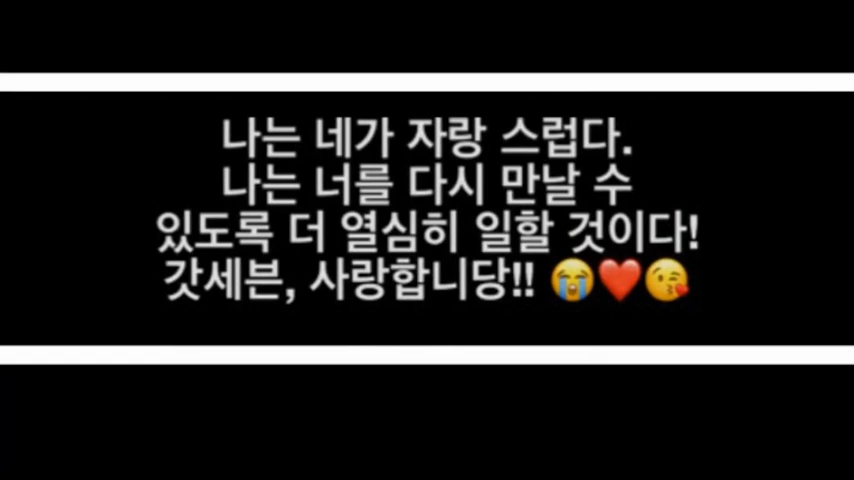 나는 네가 자랑 스럽다.
나는 너를 다시 만날 수
있도록 더 열심히 일할 것이다!
갓세븐, 사랑합니당!! 😭❤️😘